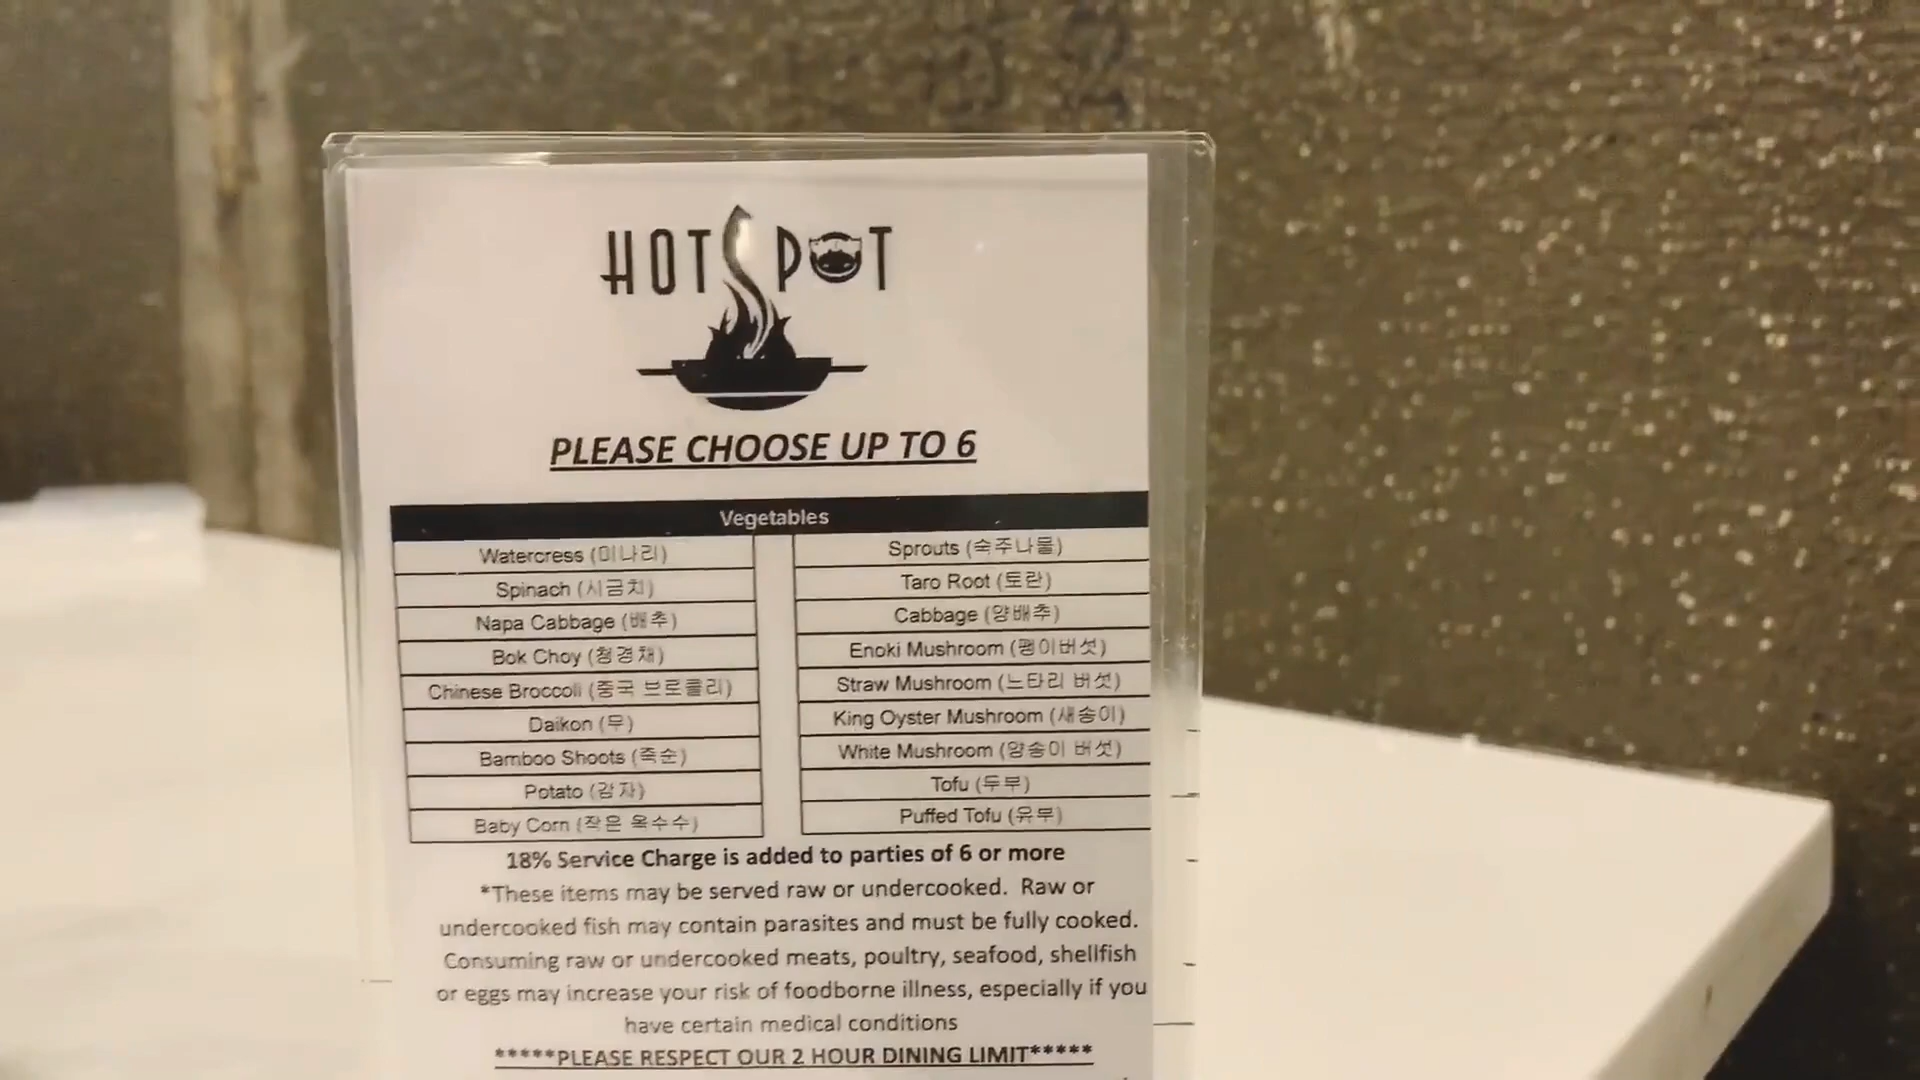 HOT SPOT
PLEASE CHOOSE UP TO 6
Vegetables
Watercress (미나리)
Spinach (시금치)
Napa Cabbage (배추)
Bok Choy (청경채)
Chinese Broccoli (중국 브로콜리)
Daikon (무)
Bamboo Shoots (죽순)
Potato (감자)
Baby Corn (작은 옥수수)
Sprouts (숙주나물)
Taro Root (토란)
Cabbage (양배추)
Enoki Mushroom (팽이버섯)
Straw Mushroom (느타리 버섯)
King Oyster Mushroom (새송이)
White Mushroom (양송이 버섯)
Tofu (두부)
Puffed Tofu (유부)
18% Service Charge is added to parties of 6 or more
*These items may be served raw or undercooked. Raw or
undercooked fish may contain parasites and must be fully cooked.
Consuming raw or undercooked meats, poultry, seafood, shellfish
or eggs may increase your risk of foodborne illness, especially if you
have certain medical conditions
*****PLEASE RESPECT OUR 2 HOUR DINING LIMIT*****